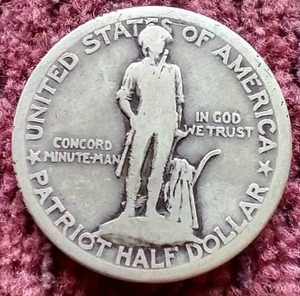 UNITED STATES OF AMERICA
IN GOD
WE TRUST
CONCORD
MINUTE-MAN
PATRIOT HALF DOLLAR